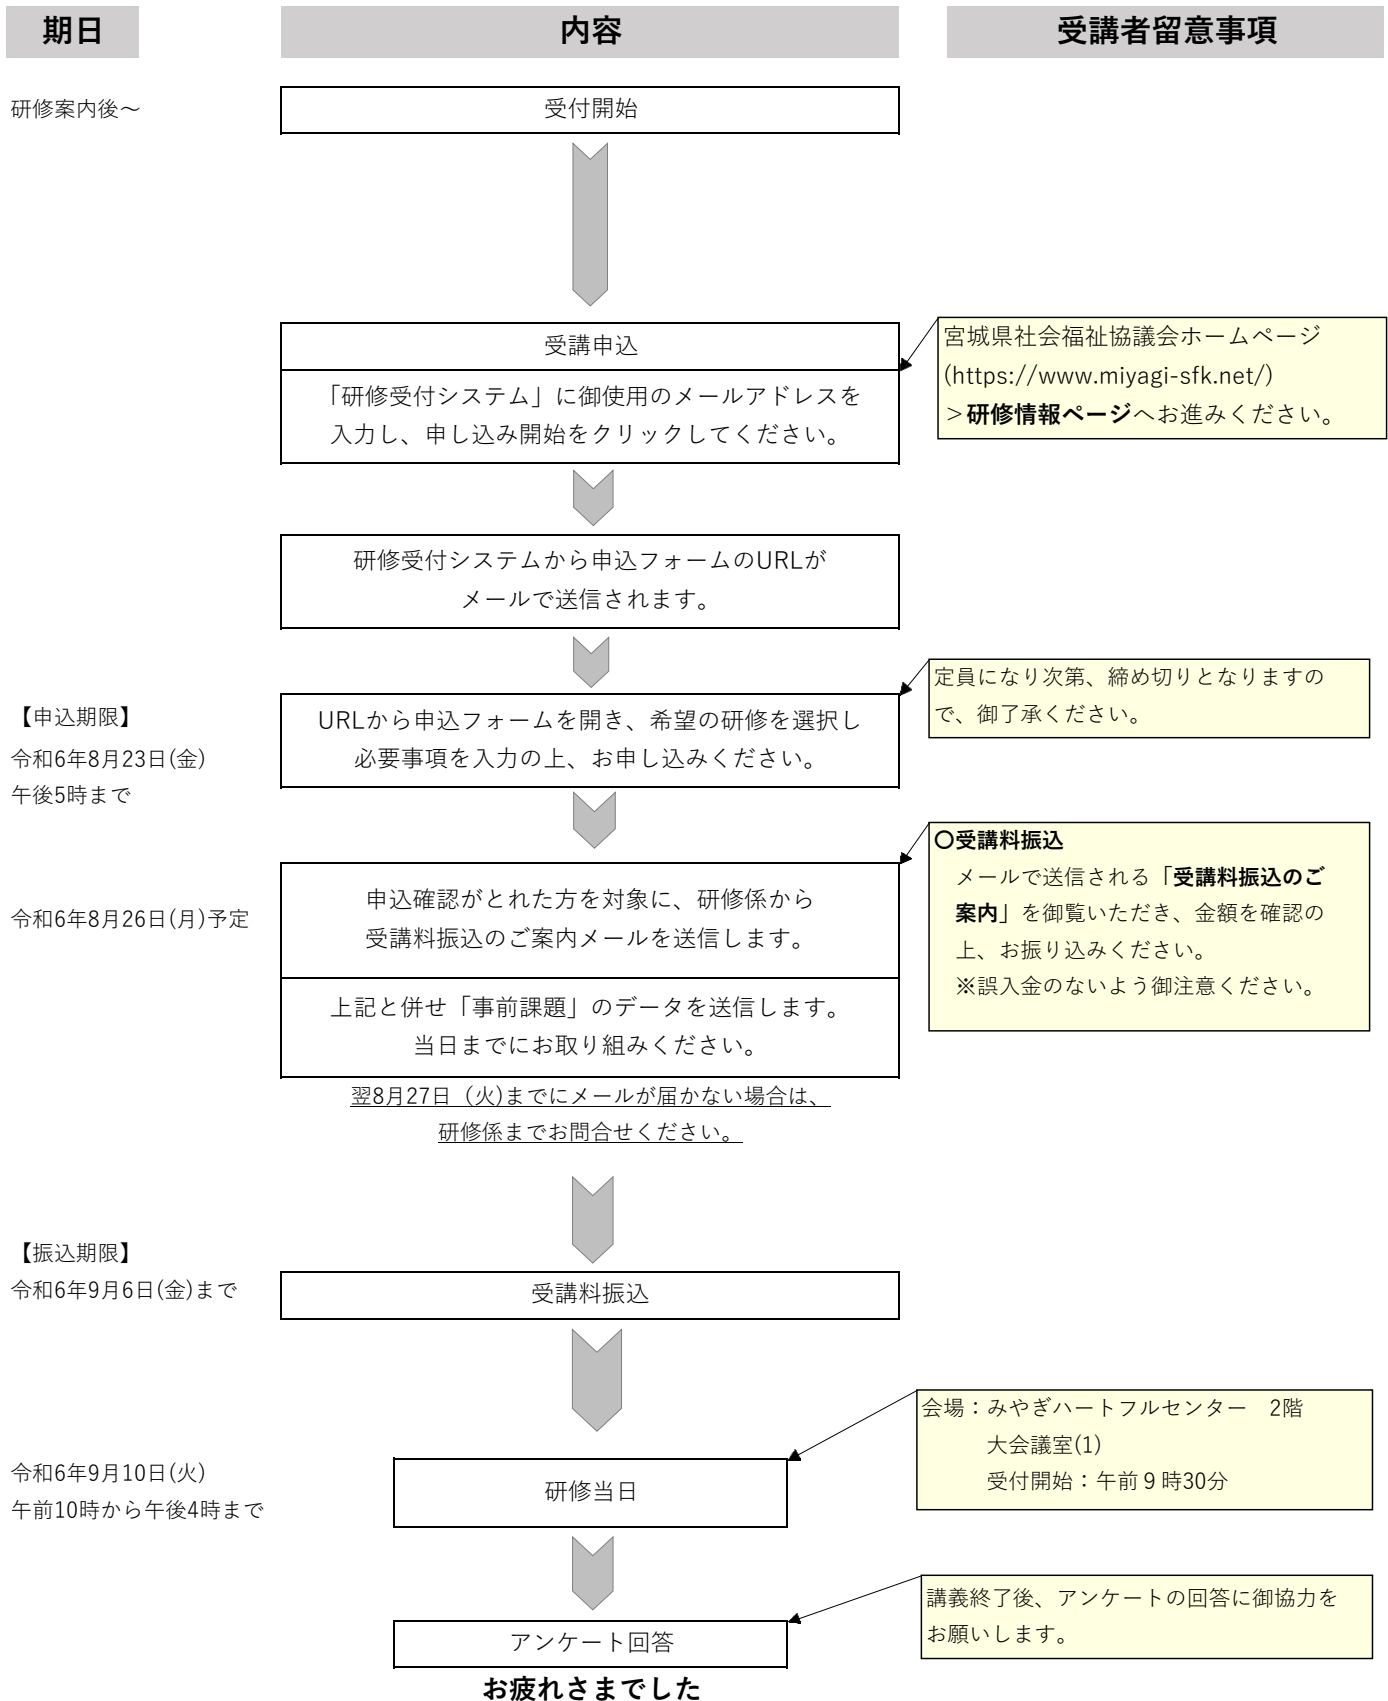 期日
内容
受講者留意事項
研修案内後～
受付開始
受講申込
「研修受付システム」に御使用のメールアドレスを
入力し、申し込み開始をクリックしてください。
宮城県社会福祉協議会ホームページ
(https://www.miyagi-sfk.net/)
＞研修情報ページへお進みください。
研修受付システムから申込フォームのURLが
メールで送信されます。
【申込期限】
令和6年8月23日(金)
午後5時まで
URLから申込フォームを開き、希望の研修を選択し
必要事項を入力の上、お申し込みください。
定員になり次第、締め切りとなりますの
で、御了承ください。
令和6年8月26日(月)予定
申込確認がとれた方を対象に、研修係から
受講料振込のご案内メールを送信します。
上記と併せ「事前課題」のデータを送信します。
当日までにお取り組みください。
〇受講料振込
メールで送信される「受講料振込のご
案内」を御覧いただき、金額を確認の
上、お振り込みください。
※誤入金のないよう御注意ください。
翌8月27日（火)までにメールが届かない場合は、
研修係までお問合せください。
【振込期限】
令和6年9月6日(金)まで
受講料振込
令和6年9月10日(火)
午前10時から午後4時まで
研修当日
会場：みやぎハートフルセンター　2階
大会議室(1)
受付開始：午前９時30分
アンケート回答
講義終了後、アンケートの回答に御協力を
お願いします。
お疲れさまでした